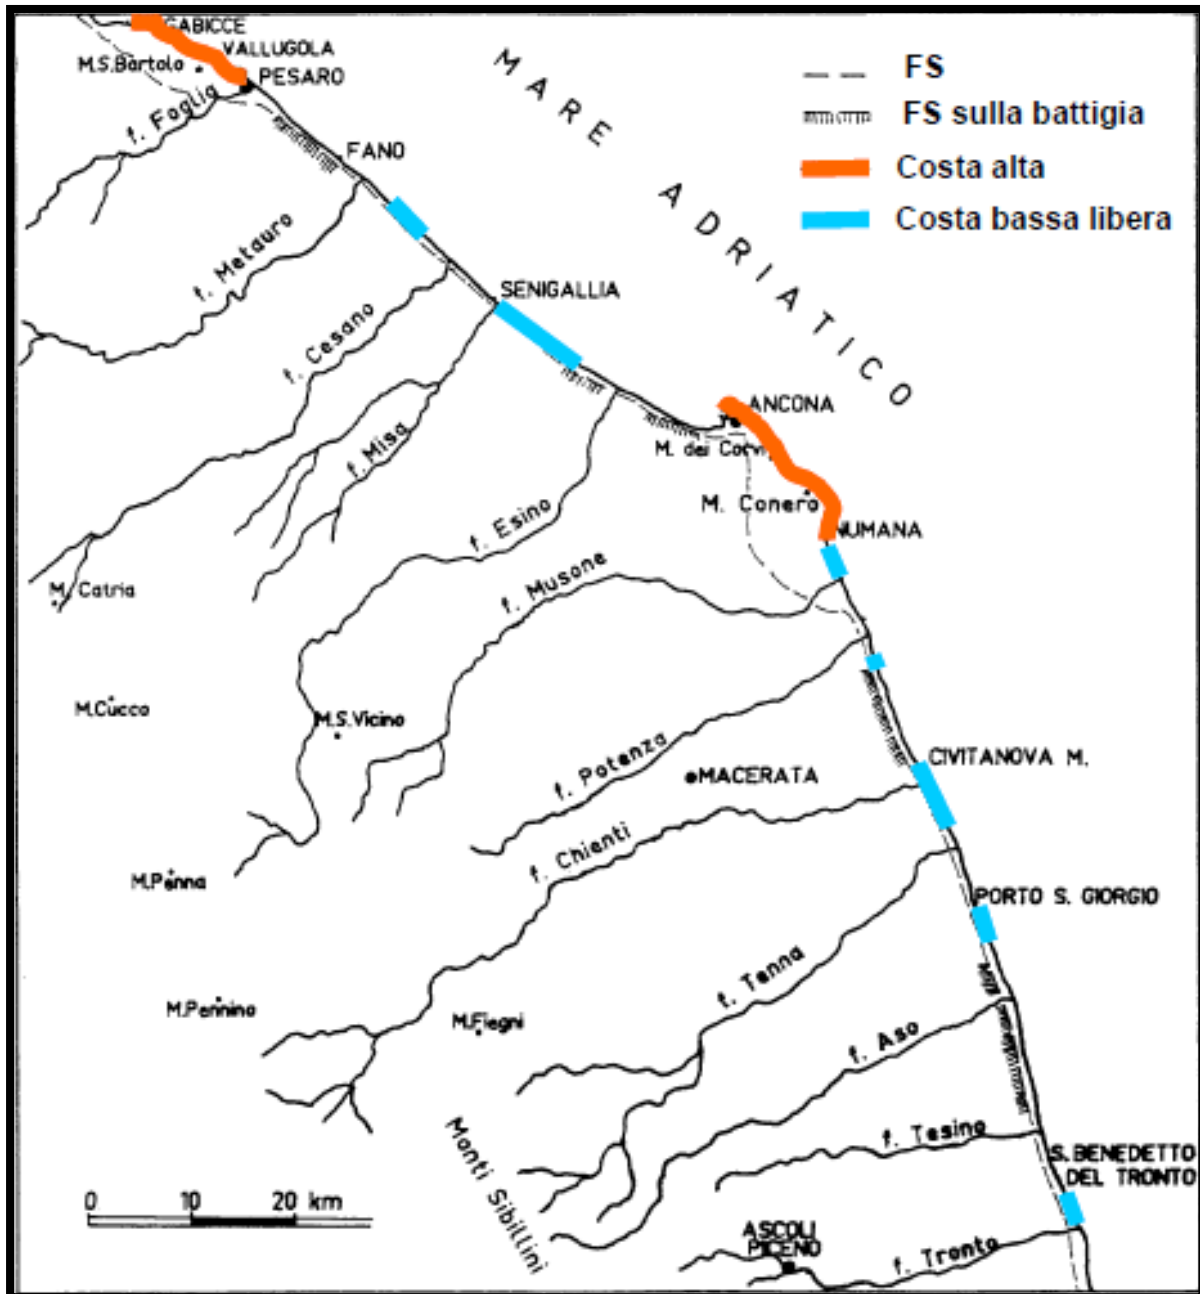 GABICCE
VALLUGOLA
M.S.Bàrtolo
PESARO
f. Foglia
FANO
f. Metauro
MARE ADRIATICO
FS
FS sulla battigia
Costa alta
Costa bassa libera
SENIGALLIA
f. Cesano
f. Misa
ANCONA
M. dei Corvi
M. Conero
NUMANA
f. Esino
f. Musone
M. Catria
M.Cucco
M.S.Vicino
f. Potenza
MACERATA
CIVITANOVA M.
f. Chienti
M.Penna
PORTO S. GIORGIO
f. Tenna
M.Pennino
M.Fiegni
f. Aso
Monti Sibillini
f. Tesino
S. BENEDETTO
DEL TRONTO
0 10 20 km
ASCOLI
PICENO
f. Tronto